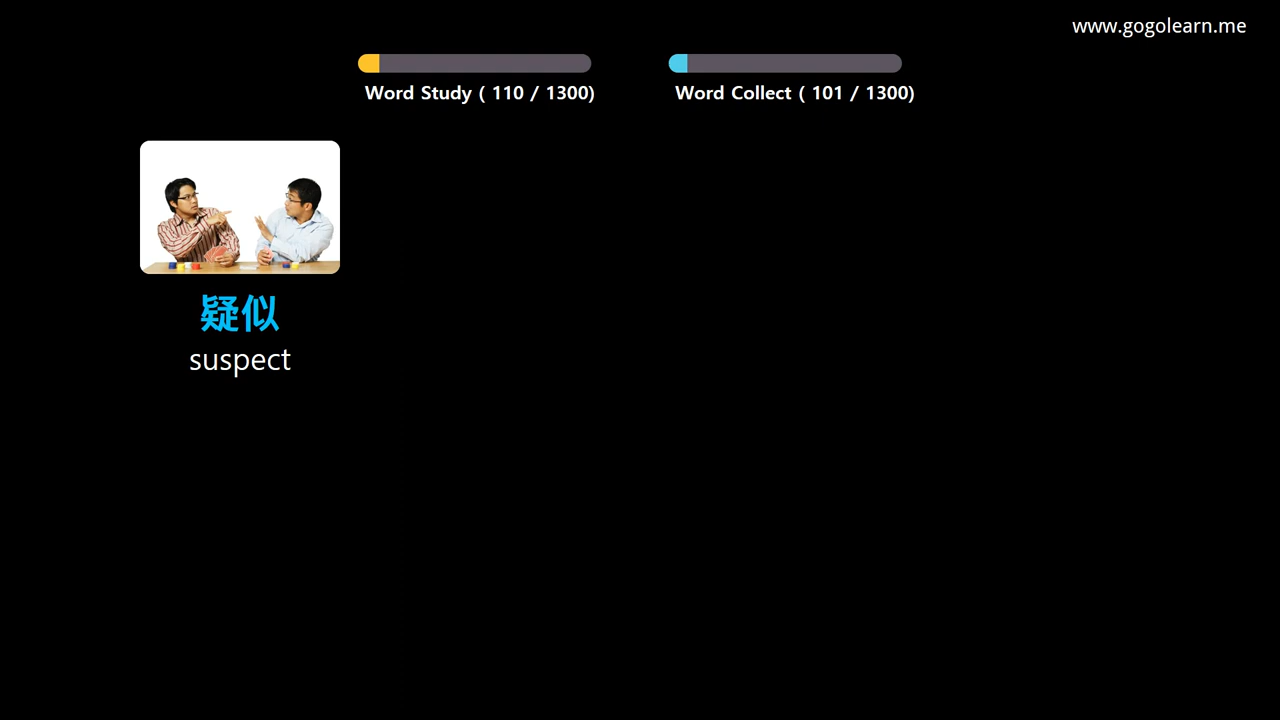 www.gogolearn.me
Word Study ( 110 / 1300)
Word Collect ( 101 / 1300)
疑似
suspect